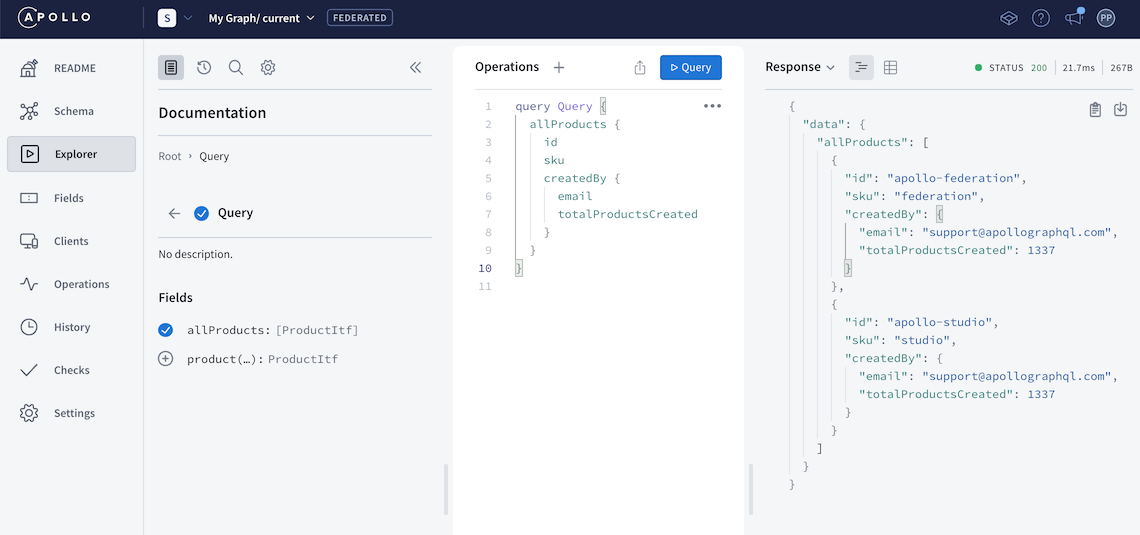 APOLLO
S
My Graph/ current
FEDERATED
?
PP
README
Schema
Explorer
Fields
Clients
Operations
History
Checks
Settings
Documentation
Root › Query
Query
No description.
Fields
allProducts: [ProductItf]
product(…): ProductItf
Operations
Query
1 query Query {
2 allProducts {
3 id
4 sku
5 createdBy {
6 email
7 totalProductsCreated
8 }
9 }
10 }
11
Response
STATUS 200
21.7ms
267B
{
"data": {
"allProducts": [
{
"id": "apollo-federation",
"sku": "federation",
"createdBy": {
"email": "support@apollographql.com",
"totalProductsCreated": 1337
}
},
{
"id": "apollo-studio",
"sku": "studio",
"createdBy": {
"email": "support@apollographql.com",
"totalProductsCreated": 1337
}
}
]
}
}